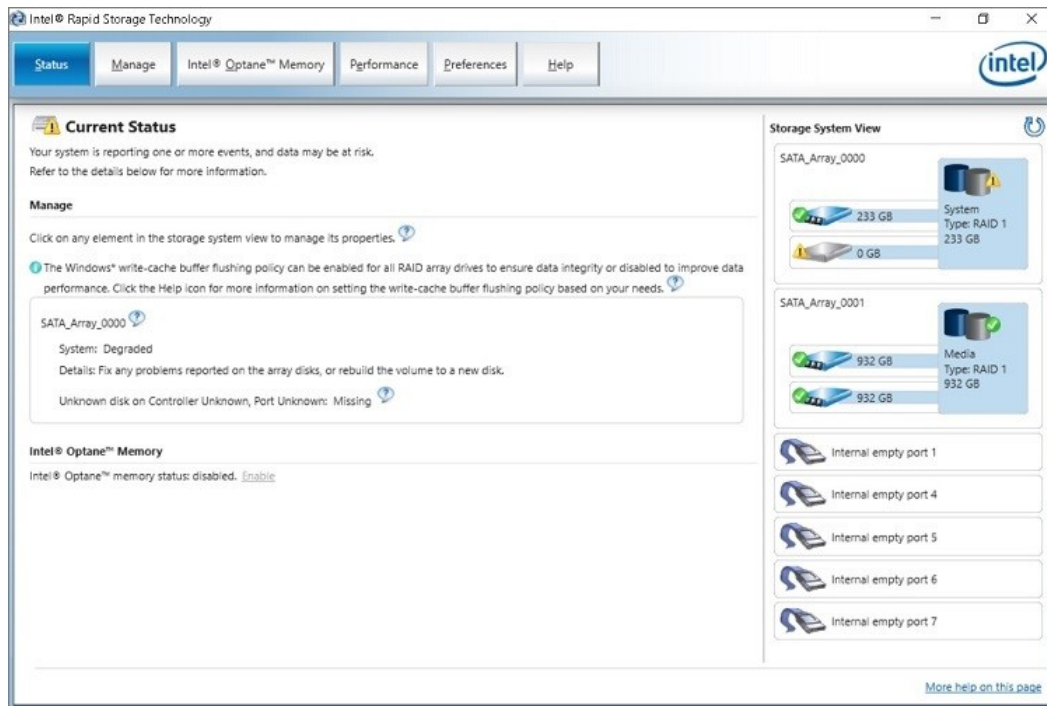 Intel® Rapid Storage Technology
Status
Manage
Intel® Optane™ Memory
Performance
Preferences
Help
intel
Current Status
Your system is reporting one or more events, and data may be at risk.
Refer to the details below for more information.
Manage
Click on any element in the storage system view to manage its properties.
The Windows* write-cache buffer flushing policy can be enabled for all RAID array drives to ensure data integrity or disabled to improve data
performance. Click the Help icon for more information on setting the write-cache buffer flushing policy based on your needs.
SATA_Array_0000
System: Degraded
Details: Fix any problems reported on the array disks, or rebuild the volume to a new disk.
Unknown disk on Controller Unknown, Port Unknown: Missing
Intel® Optane™ Memory
Intel® Optane™ memory status: disabled. Enable
Storage System View
SATA_Array_0000
233 GB
0 GB
System
Type: RAID 1
233 GB
SATA_Array_0001
932 GB
932 GB
Media
Type: RAID 1
932 GB
Internal empty port 1
Internal empty port 4
Internal empty port 5
Internal empty port 6
Internal empty port 7
More help on this page